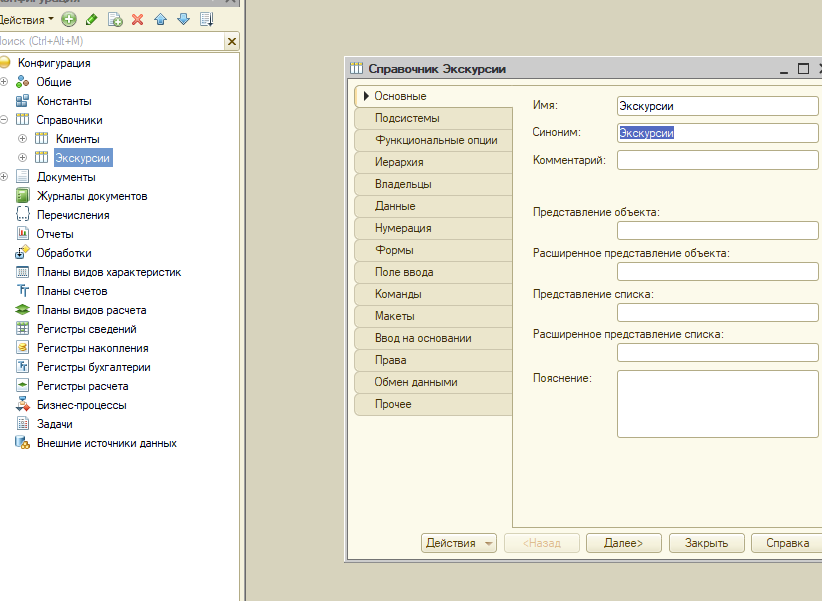 Действия
Поиск (Ctrl+Alt+M)
Конфигурация
Общие
Константы
Справочники
Клиенты
Экскурсии
Документы
Журналы документов
Перечисления
Отчеты
Обработки
Планы видов характеристик
Планы счетов
Планы видов расчета
Регистры сведений
Регистры накопления
Регистры бухгалтерии
Регистры расчета
Бизнес-процессы
Задачи
Внешние источники данных
Справочник Экскурсии
Основные
Подсистемы
Функциональные опции
Иерархия
Владельцы
Данные
Нумерация
Формы
Поле ввода
Команды
Макеты
Ввод на основании
Права
Обмен данными
Прочее
Имя: Экскурсии
Синоним: Экскурсии
Комментарий:
Представление объекта:
Расширенное представление объекта:
Представление списка:
Расширенное представление списка:
Пояснение:
Действия <Назад Далее> Закрыть Справка